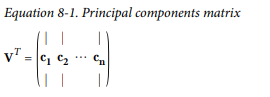 Equation 8-1. Principal components matrix
| | |
V^T = ( c₁ c₂ ⋯ cₙ )
| | |